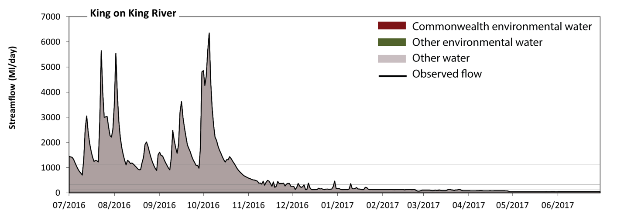 King on King River
7000
6000
5000
4000
3000
2000
1000
0
Streamflow (Ml/day)
Commonwealth environmental water
Other environmental water
Other water
Observed flow
07/2016 08/2016 09/2016 10/2016 11/2016 12/2016 01/2017 02/2017 03/2017 04/2017 05/2017 06/2017